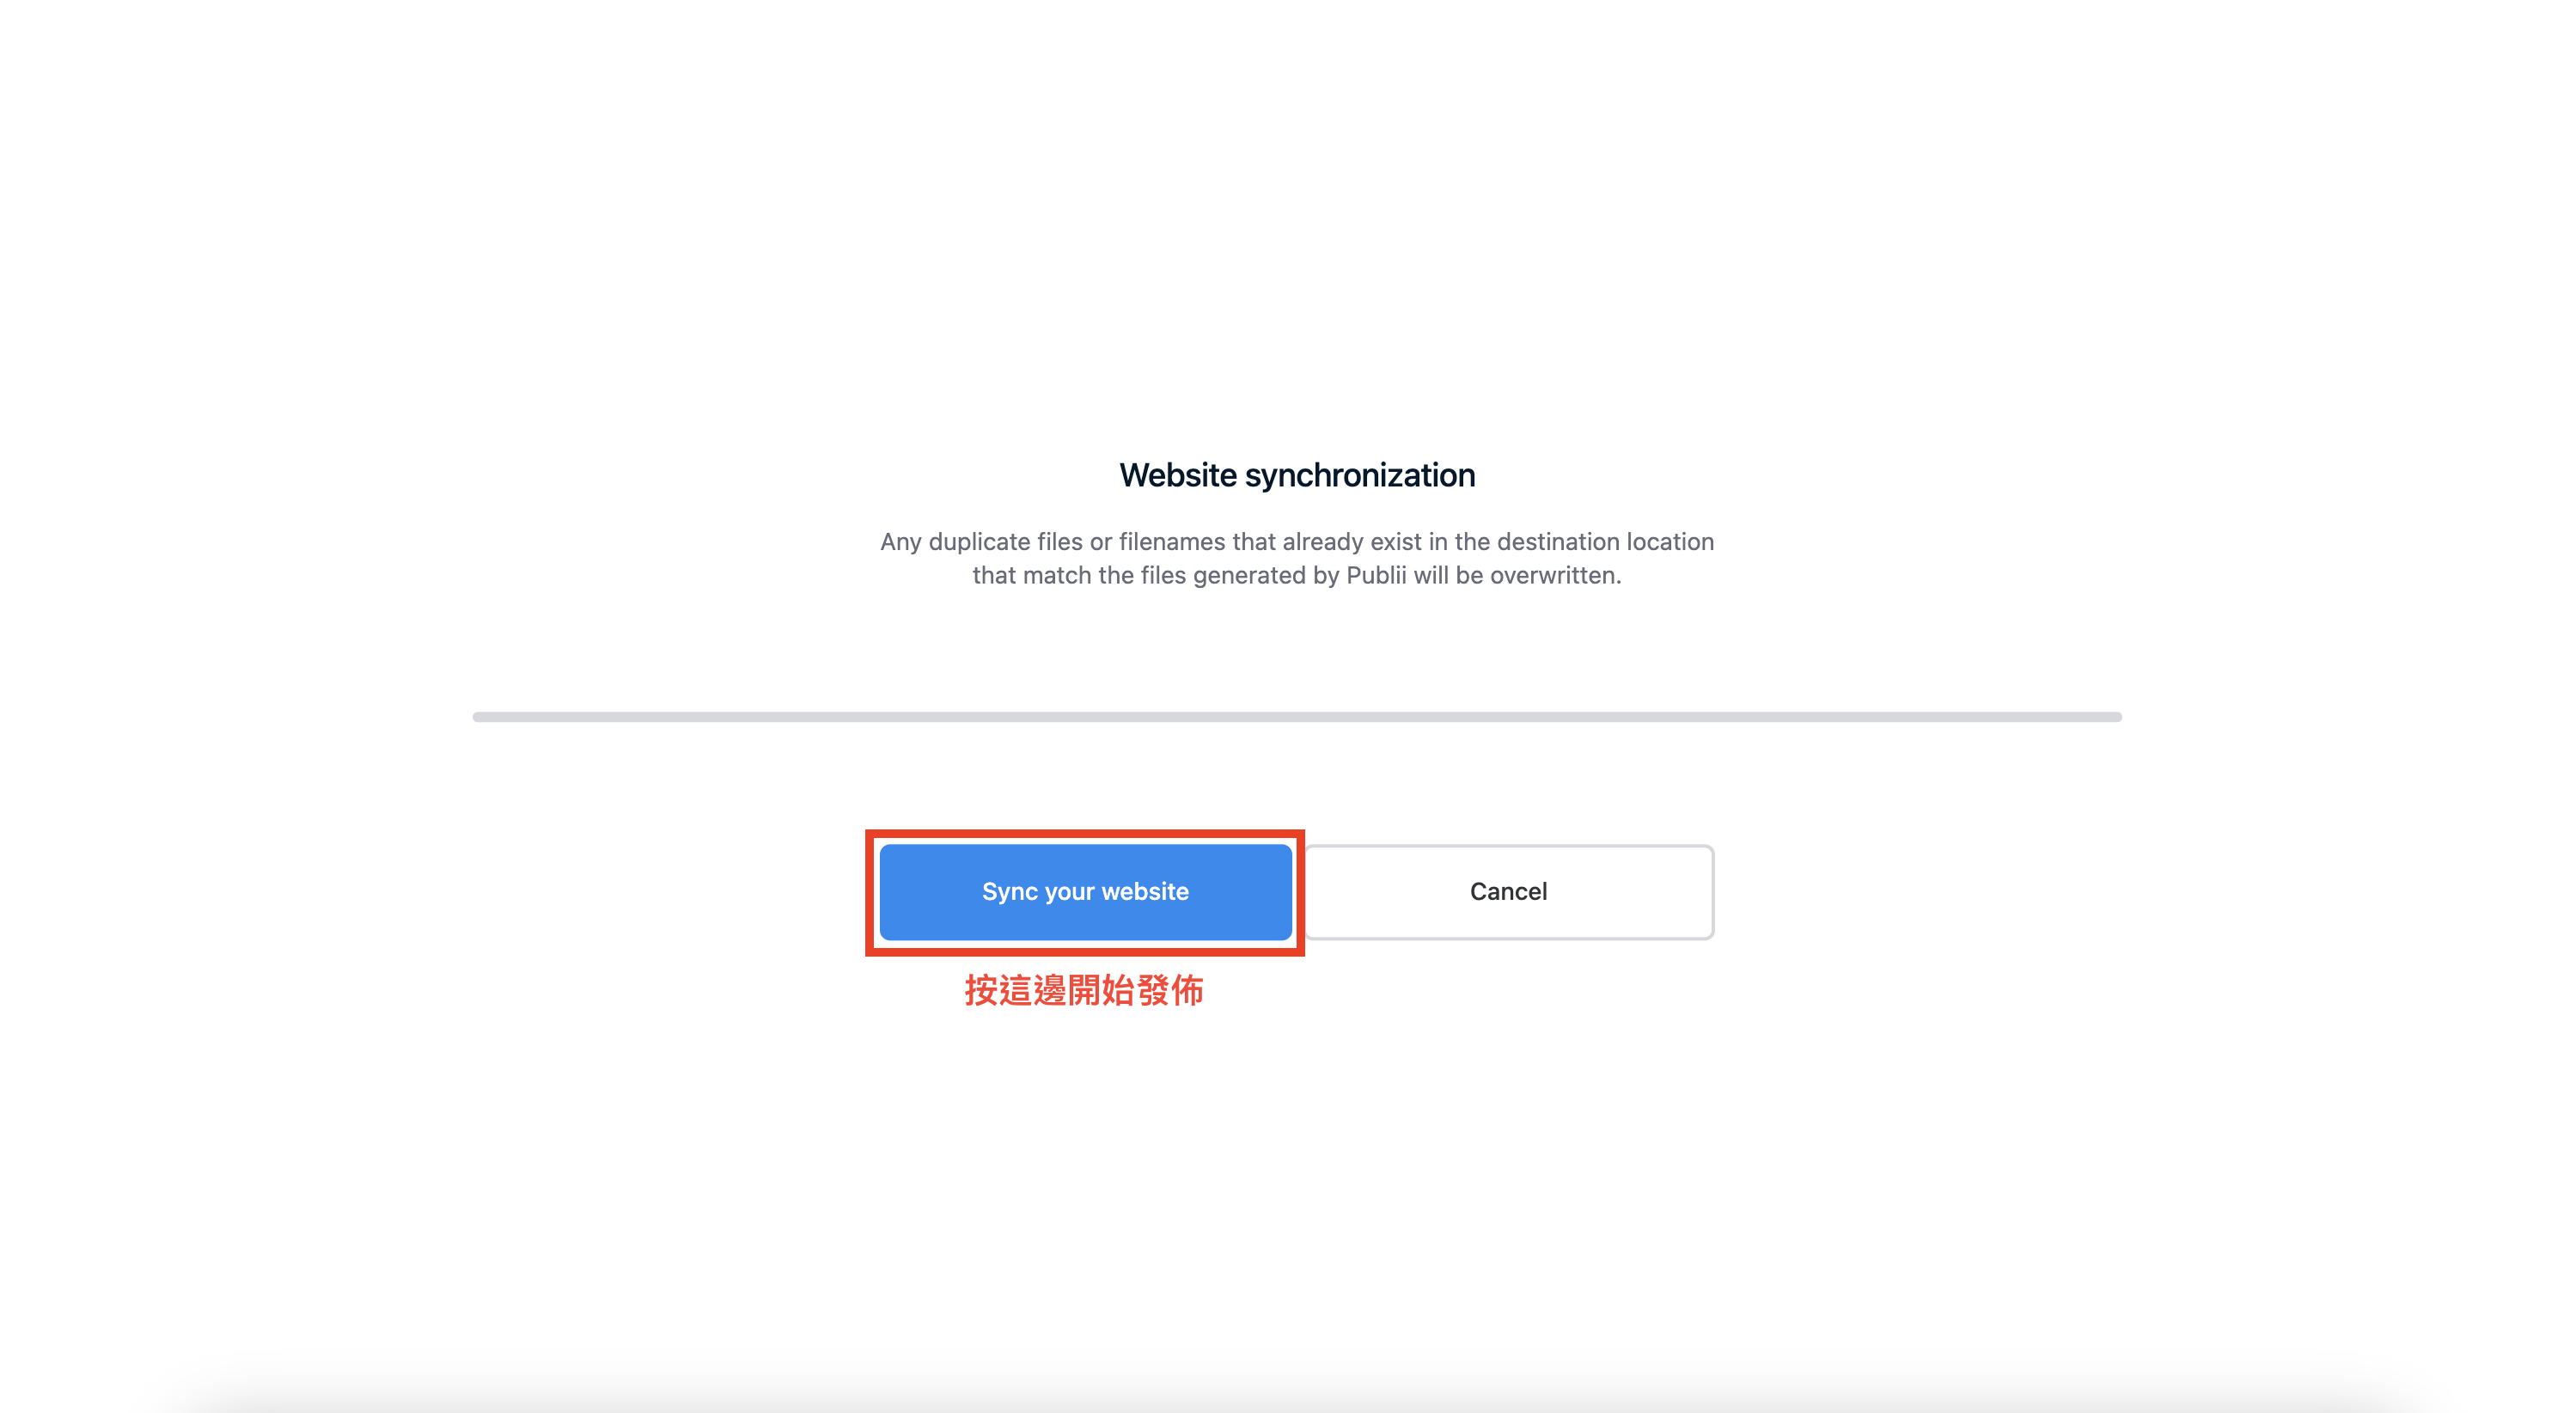 Website synchronization
Any duplicate files or filenames that already exist in the destination location
that match the files generated by Publii will be overwritten.
Sync your website
Cancel
按這邊開始發佈